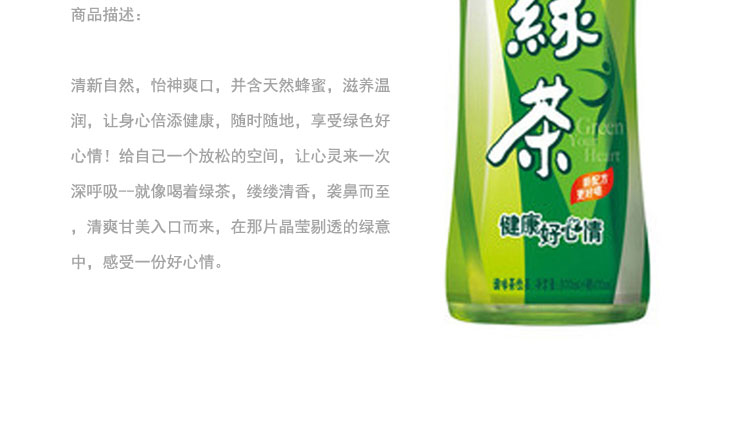 商品描述：
清新自然，怡神爽口，并含天然蜂蜜，滋养温
润，让身心倍添健康，随时随地，享受绿色好
心情！给自己一个放松的空间，让心灵来一次
深呼吸--就像喝着绿茶，缕缕清香，袭鼻而至
，清爽甘美入口而来，在那片晶莹剔透的绿意
中，感受一份好心情。
綠
茶
Green
Your
Heart
新配方
更好喝
健康好心情
調味茶飲品